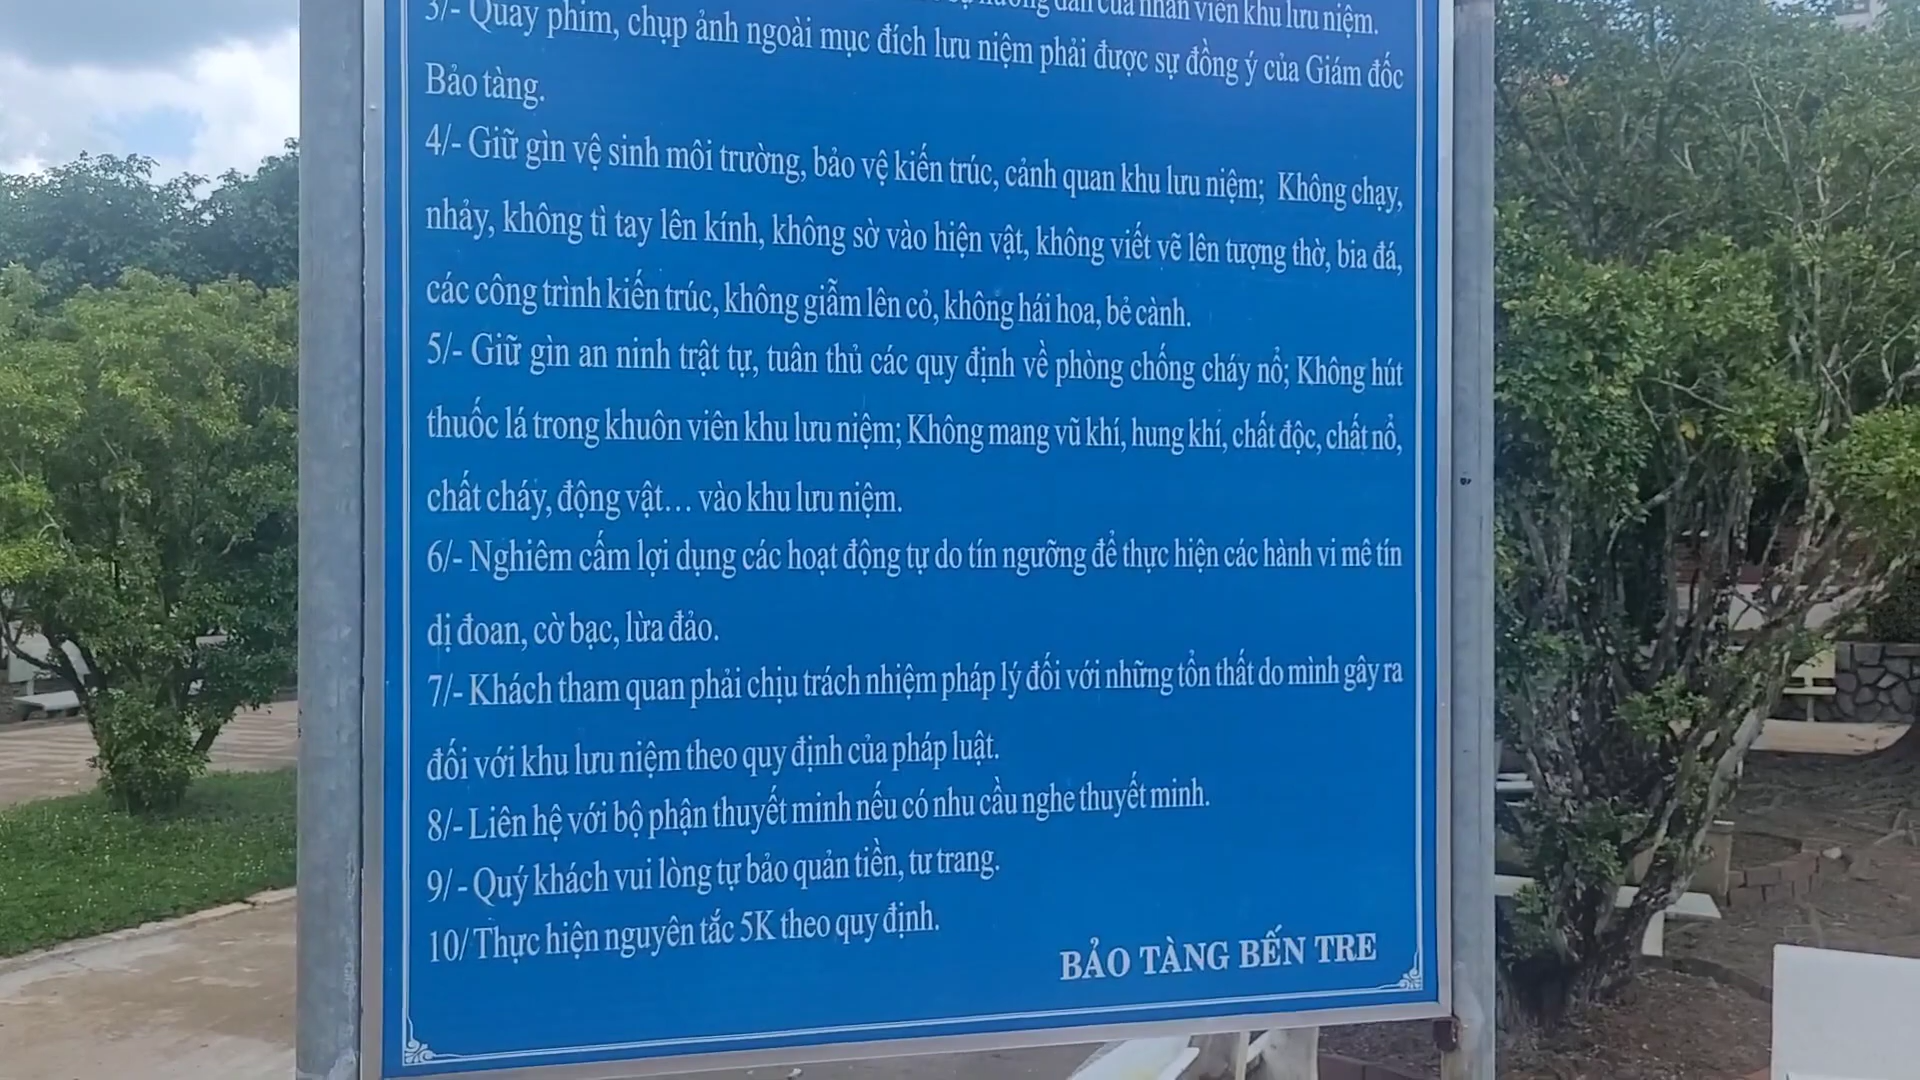 của nhân viên khu lưu niệm.
3/- Quay phim, chụp ảnh ngoài mục đích lưu niệm phải được sự đồng ý của Giám đốc
Bảo tàng.
4/- Giữ gìn vệ sinh môi trường, bảo vệ kiến trúc, cảnh quan khu lưu niệm; Không chạy,
nhảy, không tì tay lên kính, không sờ vào hiện vật, không viết vẽ lên tượng thờ, bia đá,
các công trình kiến trúc, không giẫm lên cỏ, không hái hoa, bẻ cành.
5/- Giữ gìn an ninh trật tự, tuân thủ các quy định về phòng chống cháy nổ; Không hút
thuốc lá trong khuôn viên khu lưu niệm; Không mang vũ khí, hung khí, chất độc, chất nổ,
chất cháy, động vật... vào khu lưu niệm.
6/- Nghiêm cấm lợi dụng các hoạt động tự do tín ngưỡng để thực hiện các hành vi mê tín
dị đoan, cờ bạc, lừa đảo.
7/- Khách tham quan phải chịu trách nhiệm pháp lý đối với những tổn thất do mình gây ra
đối với khu lưu niệm theo quy định của pháp luật.
8/- Liên hệ với bộ phận thuyết minh nếu có nhu cầu nghe thuyết minh.
9/ - Quý khách vui lòng tự bảo quản tiền, tư trang.
10/ Thực hiện nguyên tắc 5K theo quy định.
BẢO TÀNG BẾN TRE